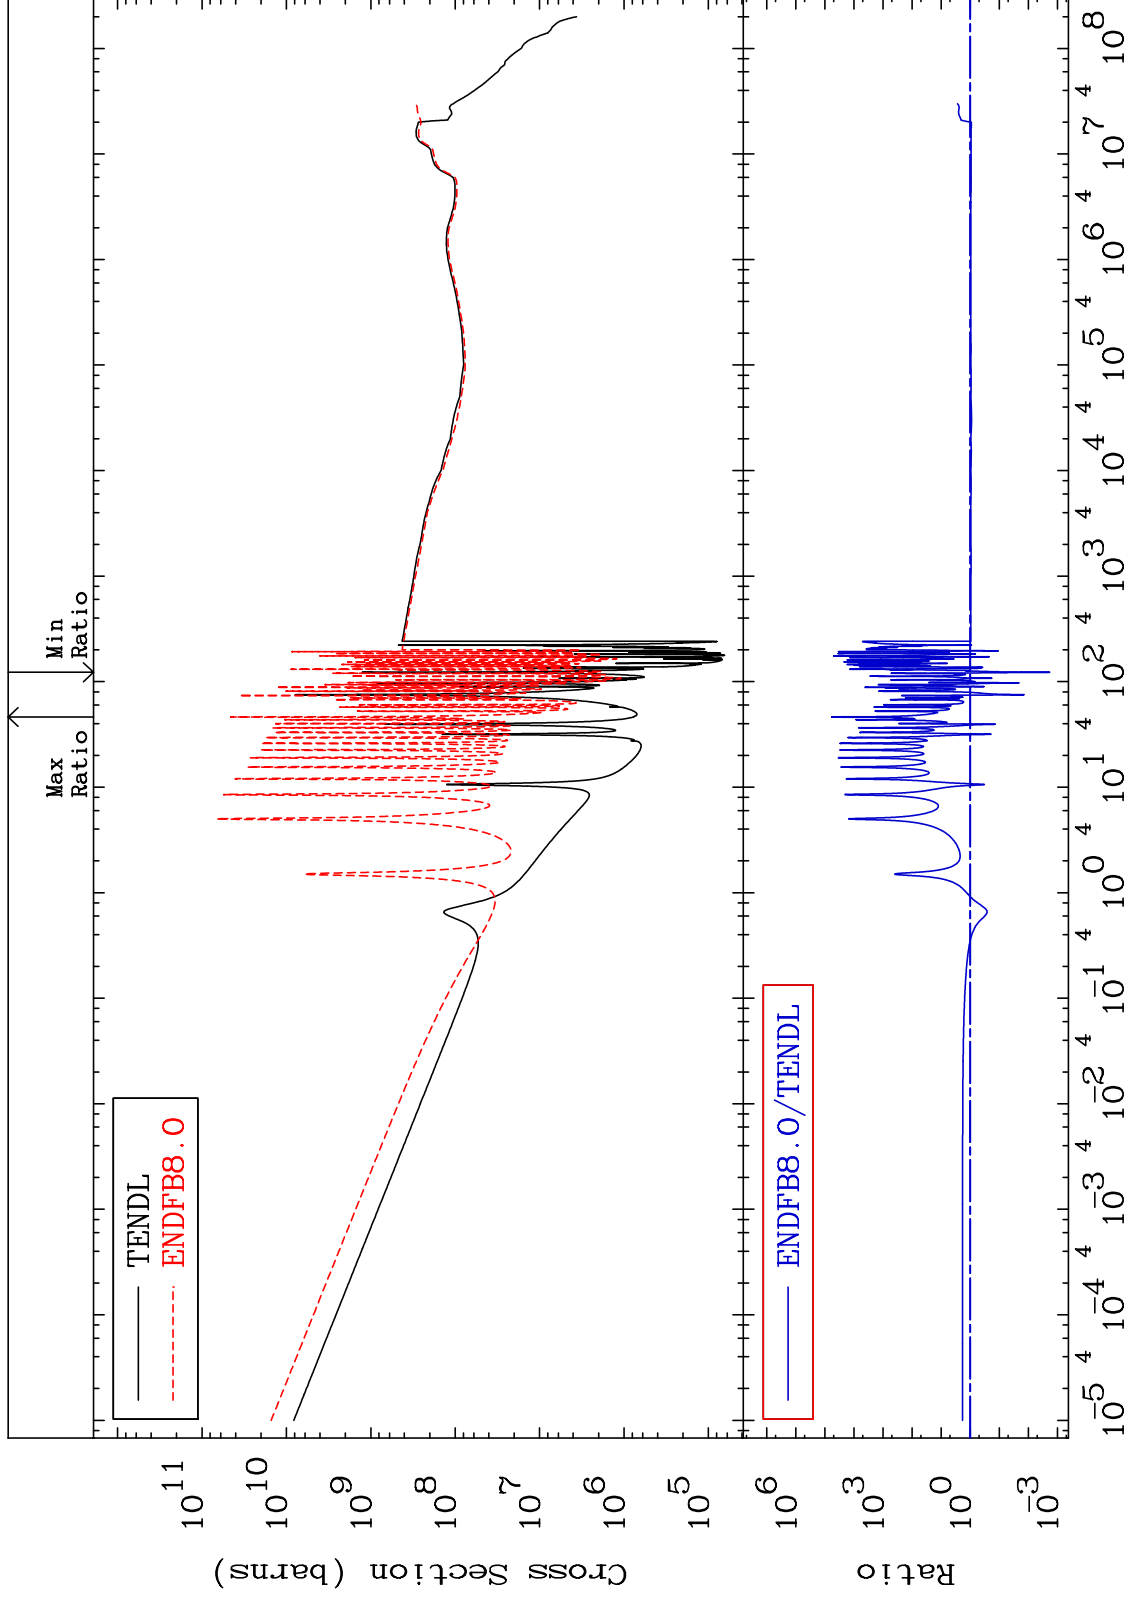 Max
Ratio
Min
Ratio
TENDL
ENDFB8.0
Cross Section (barns)
10^11
10^10
10^9
10^8
10^7
10^6
10^5
ENDFB8.0/TENDL
Ratio
10^6
10^3
10^0
10^-3
10^-5 4 10^-4 4 10^-3 4 10^-2 4 10^-1 4 10^0 4 10^1 4 10^2 4 10^3 4 10^4 4 10^5 4 10^6 4 10^7 4 10^8